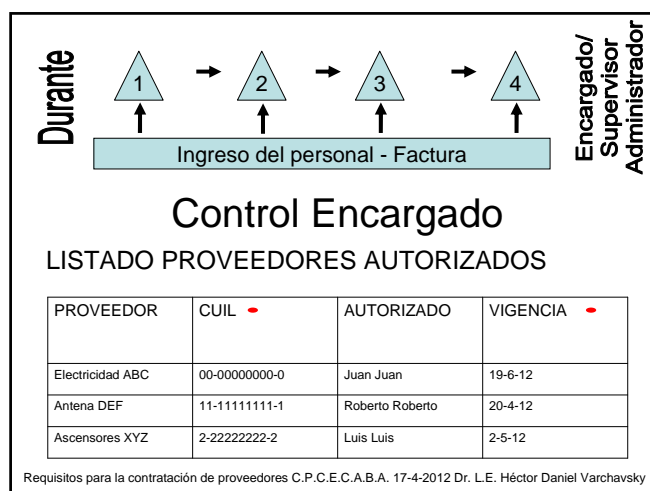 Durante
1 2 3 4
Encargado/
Supervisor
Administrador
Ingreso del personal - Factura
Control Encargado
LISTADO PROVEEDORES AUTORIZADOS
PROVEEDOR CUIL AUTORIZADO VIGENCIA
Electricidad ABC 00-00000000-0 Juan Juan 19-6-12
Antena DEF 11-11111111-1 Roberto Roberto 20-4-12
Ascensores XYZ 2-22222222-2 Luis Luis 2-5-12
Requisitos para la contratación de proveedores C.P.C.E.C.A.B.A. 17-4-2012 Dr. L.E. Héctor Daniel Varchavsky